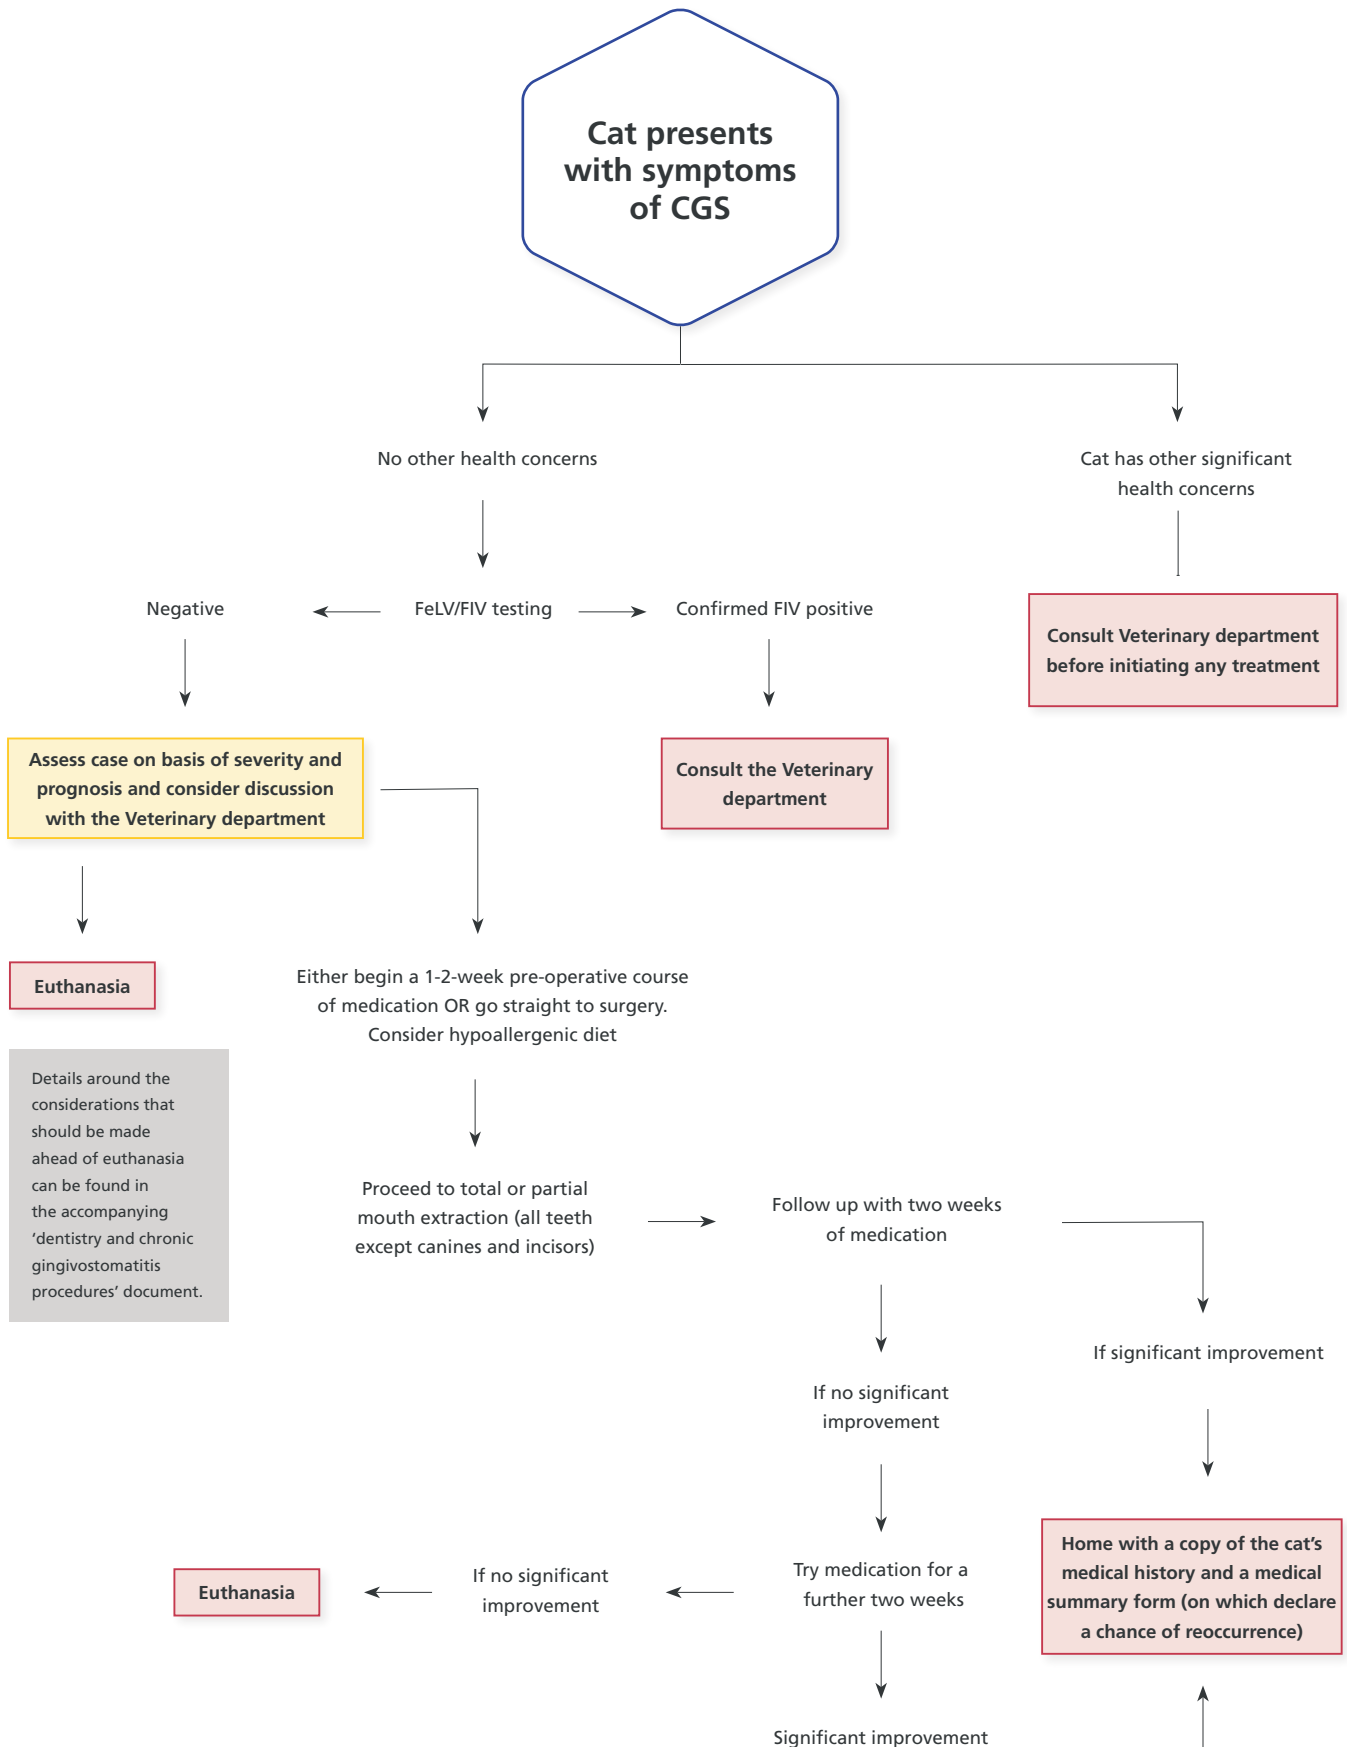 Cat presents
with symptoms
of CGS
No other health concerns
Cat has other significant
health concerns
Negative
FeLV/FIV testing
Confirmed FIV positive
Consult Veterinary department
before initiating any treatment
Assess case on basis of severity and
prognosis and consider discussion
with the Veterinary department
Consult the Veterinary
department
Euthanasia
Either begin a 1-2-week pre-operative course
of medication OR go straight to surgery.
Consider hypoallergenic diet
Details around the
considerations that
should be made
ahead of euthanasia
can be found in
the accompanying
‘dentistry and chronic
gingivostomatitis
procedures’ document.
Proceed to total or partial
mouth extraction (all teeth
except canines and incisors)
Follow up with two weeks
of medication
If significant improvement
If no significant
improvement
Home with a copy of the cat’s
medical history and a medical
summary form (on which declare
a chance of reoccurrence)
Try medication for a
further two weeks
If no significant
improvement
Euthanasia
Significant improvement